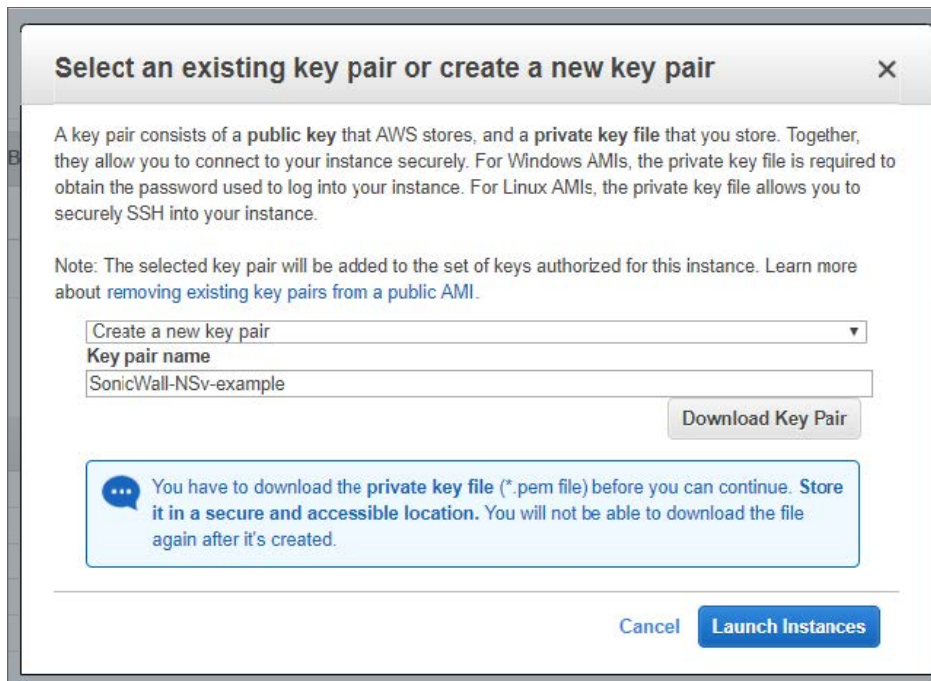 Select an existing key pair or create a new key pair
×
A key pair consists of a public key that AWS stores, and a private key file that you store. Together,
they allow you to connect to your instance securely. For Windows AMIs, the private key file is required to
obtain the password used to log into your instance. For Linux AMIs, the private key file allows you to
securely SSH into your instance.
Note: The selected key pair will be added to the set of keys authorized for this instance. Learn more
about removing existing key pairs from a public AMI.
Create a new key pair
Key pair name
SonicWall-NSv-example
Download Key Pair
You have to download the private key file (*.pem file) before you can continue. Store
it in a secure and accessible location. You will not be able to download the file
again after it's created.
Cancel
Launch Instances